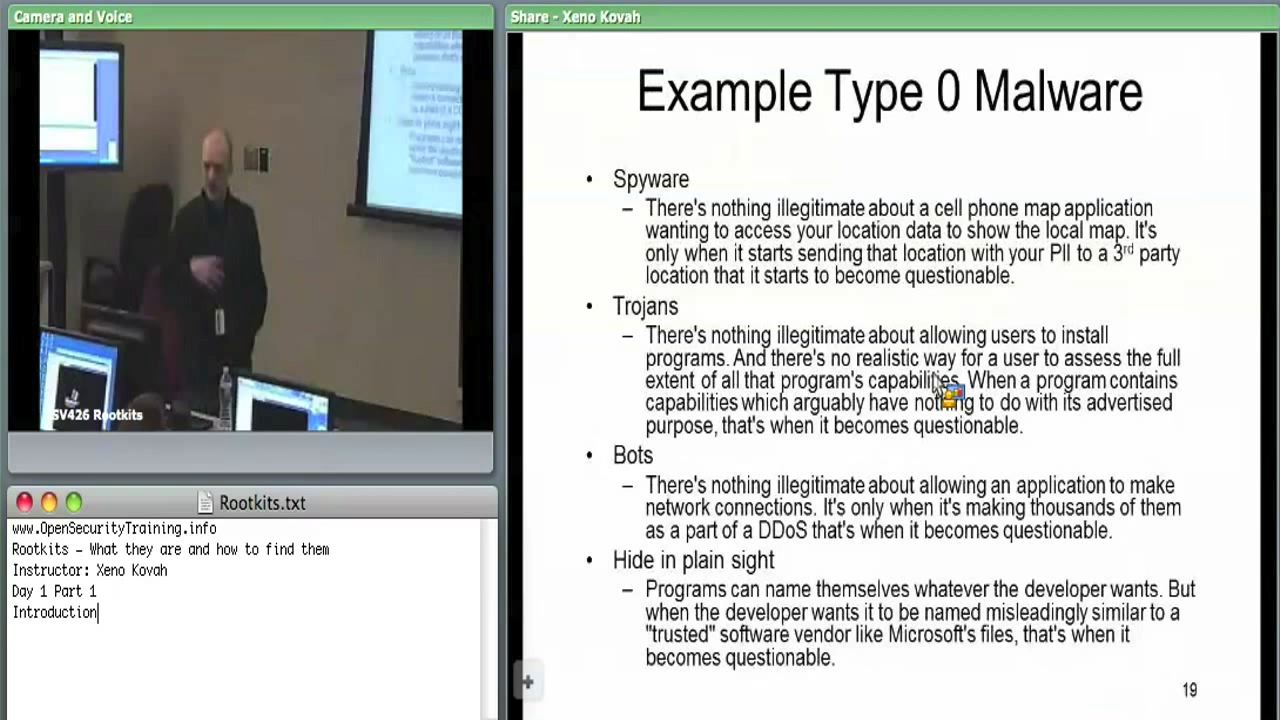 Camera and Voice
SV426 Rootkits
Rootkits.txt
www.OpenSecurityTraining.info
Rootkits – What they are and how to find them
Instructor: Xeno Kovah
Day 1 Part 1
Introduction
Share - Xeno Kovah
Example Type 0 Malware
• Spyware
– There's nothing illegitimate about a cell phone map application
wanting to access your location data to show the local map. It's
only when it starts sending that location with your PII to a 3rd party
location that it starts to become questionable.
• Trojans
– There's nothing illegitimate about allowing users to install
programs. And there's no realistic way for a user to assess the full
extent of all that program's capabilities. When a program contains
capabilities which arguably have nothing to do with its advertised
purpose, that's when it becomes questionable.
• Bots
– There's nothing illegitimate about allowing an application to make
network connections. It's only when it's making thousands of them
as a part of a DDoS that's when it becomes questionable.
• Hide in plain sight
– Programs can name themselves whatever the developer wants. But
when the developer wants it to be named misleadingly similar to a
"trusted" software vendor like Microsoft's files, that's when it
becomes questionable.
19